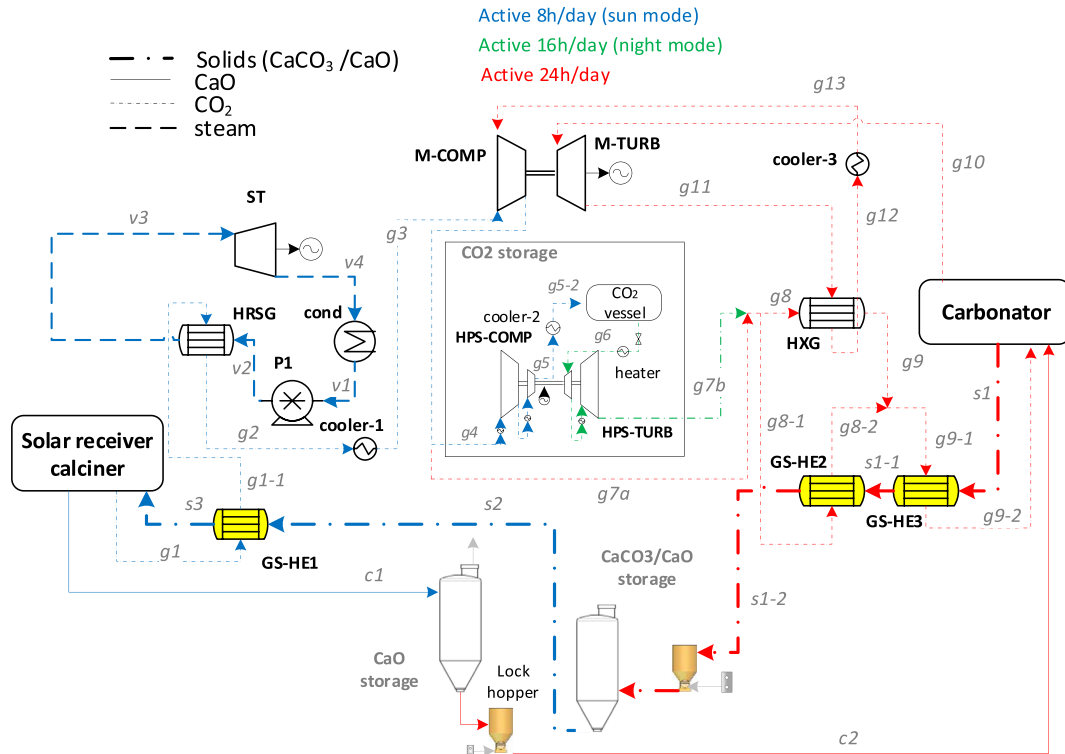 Active 8h/day (sun mode)
Active 16h/day (night mode)
Active 24h/day
Solids (CaCO3 /CaO)
CaO
CO2
steam
g13
M-COMP
M-TURB
cooler-3
g10
g11
g12
ST
v3
v4
g3
CO2 storage
g5-2
CO2
vessel
cooler-2
HPS-COMP
g6
g5
heater
HRSG
cond
P1
v2
v1
g8
HXG
Carbonator
g9
g7b
s1
g2
cooler-1
g4
HPS-TURB
g8-1
g8-2
g9-1
Solar receiver
calciner
g1-1
g7a
GS-HE2
s1-1
GS-HE3
g9-2
s3
s2
g1
GS-HE1
c1
CaCO3/CaO
storage
s1-2
CaO
storage
Lock
hopper
c2